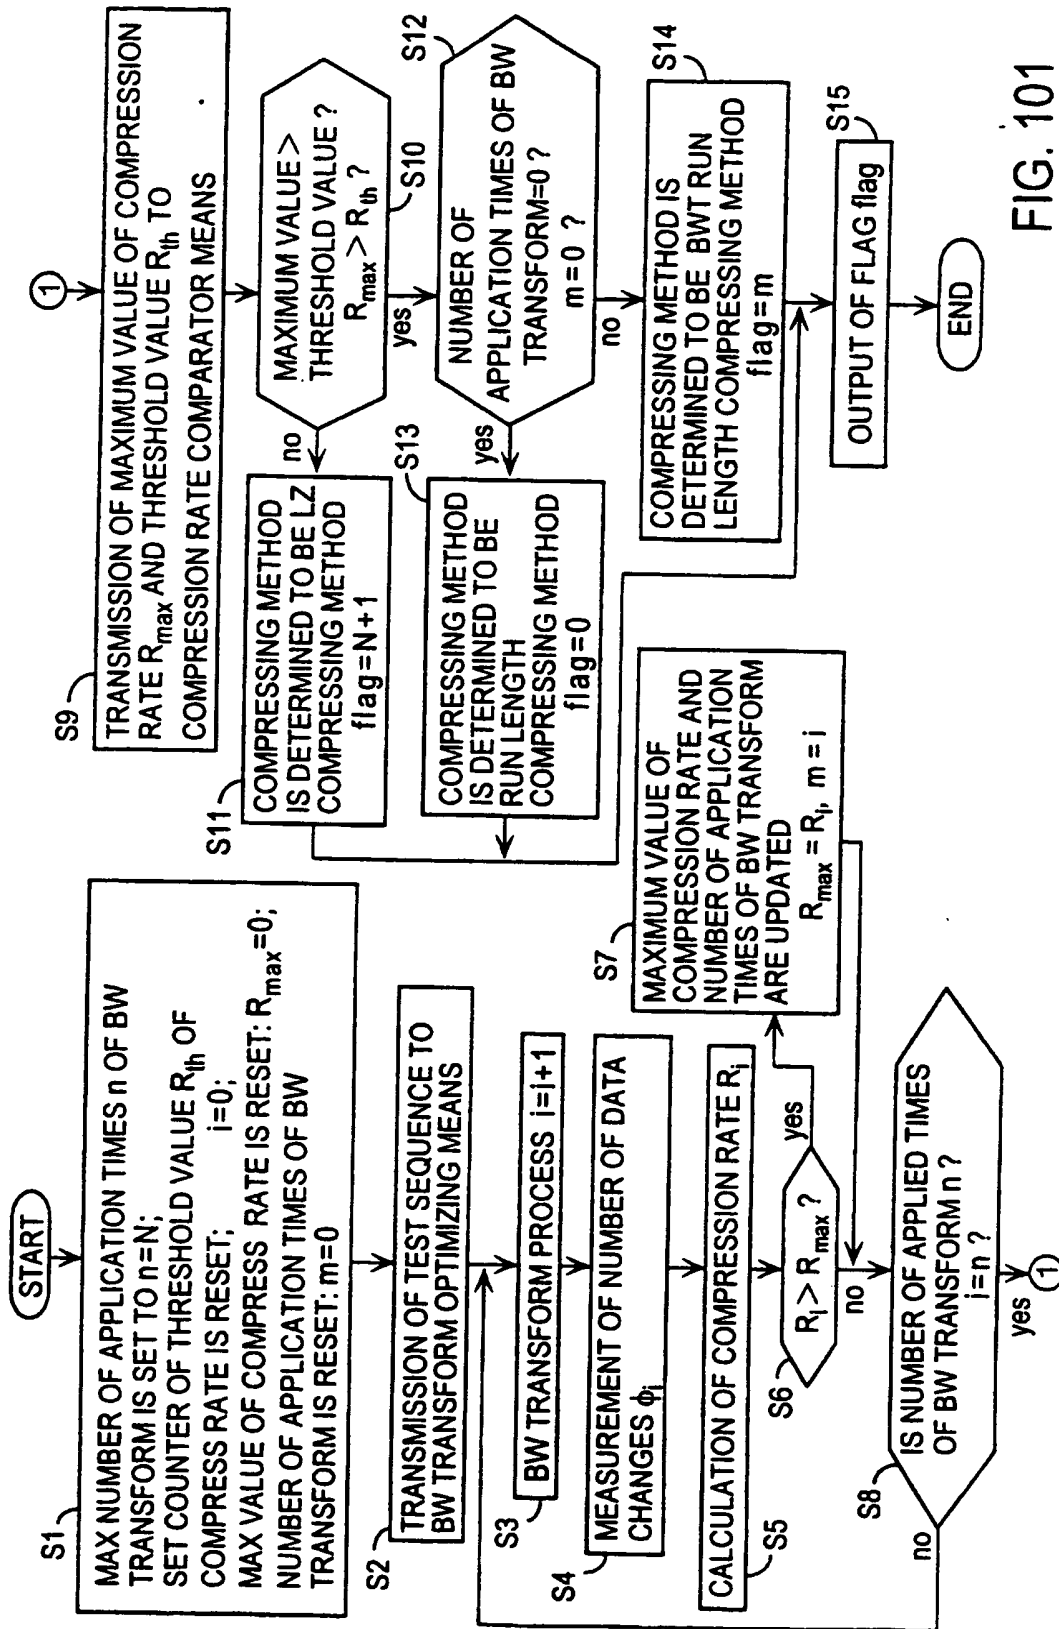 START
S1
MAX NUMBER OF APPLICATION TIMES n OF BW
TRANSFORM IS SET TO n=N;
SET COUNTER OF THRESHOLD VALUE Rth OF
COMPRESS RATE IS RESET; i=0;
MAX VALUE OF COMPRESS RATE IS RESET: Rmax=0;
NUMBER OF APPLICATION TIMES OF BW
TRANSFORM IS RESET: m=0
S2
TRANSMISSION OF TEST SEQUENCE TO
BW TRANSFORM OPTIMIZING MEANS
S3
BW TRANSFORM PROCESS i=i+1
S4
MEASUREMENT OF NUMBER OF DATA
CHANGES ϕi
S5
CALCULATION OF COMPRESSION RATE Ri
S6
Ri > Rmax ?
yes
no
S7
MAXIMUM VALUE OF
COMPRESSION RATE AND
NUMBER OF APPLICATION
TIMES OF BW TRANSFORM
ARE UPDATED
Rmax = Ri, m = i
S8
IS NUMBER OF APPLIED TIMES
OF BW TRANSFORM n ?
i=n ?
no
yes
1
1
S9
TRANSMISSION OF MAXIMUM VALUE OF COMPRESSION
RATE Rmax AND THRESHOLD VALUE Rth TO
COMPRESSION RATE COMPARATOR MEANS
MAXIMUM VALUE >
THRESHOLD VALUE ?
Rmax > Rth ?
S10
no
yes
S11
COMPRESSING METHOD
IS DETERMINED TO BE LZ
COMPRESSING METHOD
flag=N+1
S12
NUMBER OF
APPLICATION TIMES OF BW
TRANSFORM=0 ?
m=0 ?
yes
no
S13
COMPRESSING METHOD
IS DETERMINED TO BE
RUN LENGTH
COMPRESSING METHOD
flag=0
S14
COMPRESSING METHOD IS
DETERMINED TO BE BWT RUN
LENGTH COMPRESSING METHOD
flag=m
S15
OUTPUT OF FLAG flag
END
FIG. 101